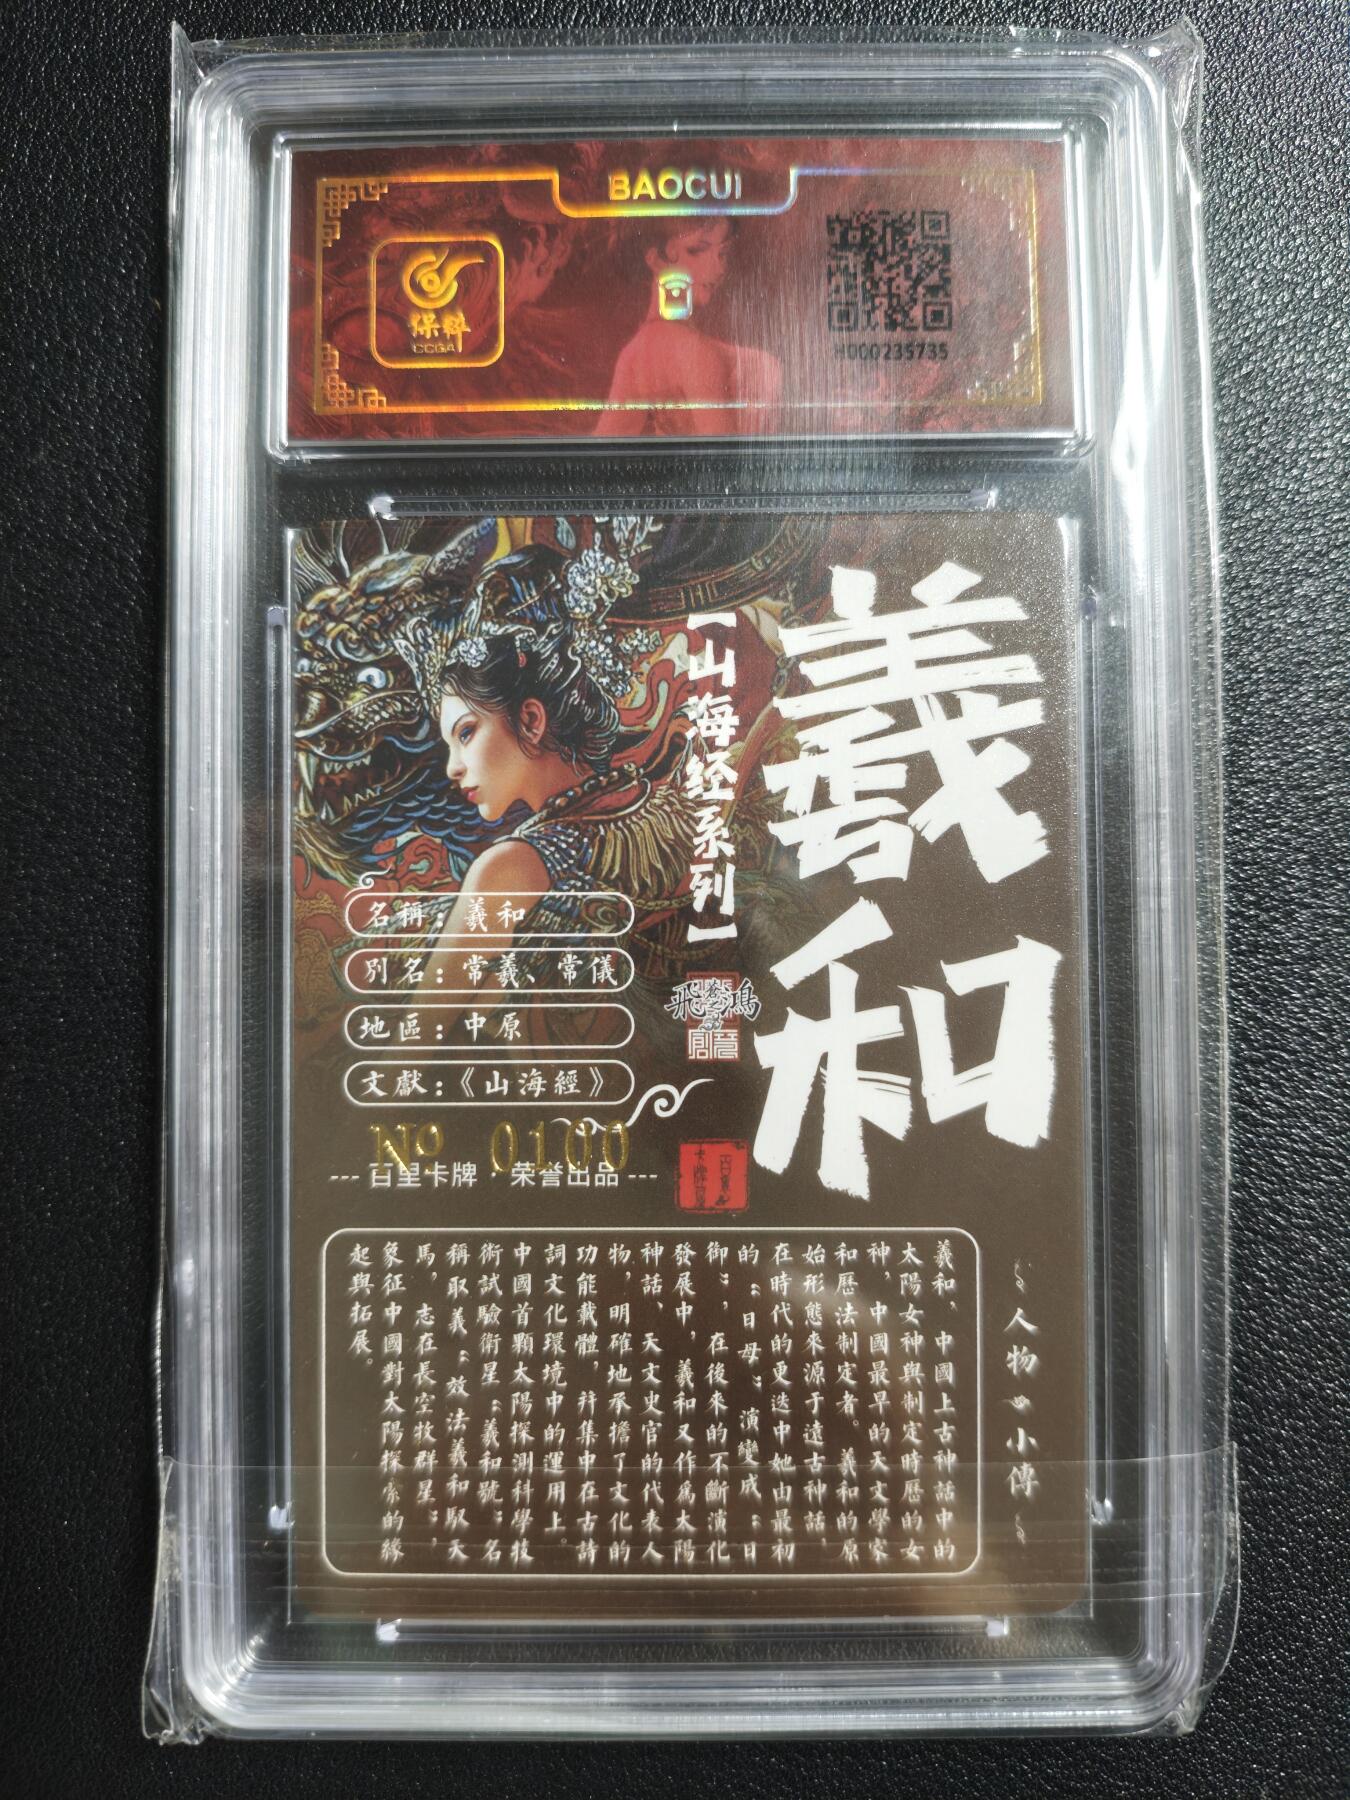 BAOCUI
保粹
CCGA
H000235735
羲和
【山海经系列】
飛鴻
名稱：羲和
別名：常羲、常儀
地區：中原
文獻：《山海經》
№ 0100
--- 百里卡牌 · 荣誉出品 ---
人物小傳
羲和，中國上古神話中的
太陽女神與制定時歷的女
神，中國最早的天文學家
和歷法制定者。羲和的原
始形態來源于遠古神話，
在時代的更迭中她由最初
的“日母”演變成“日
御”，在後來的不斷演化
發展中，羲和又作爲太陽
神話、天文史官的代表人
物，明確地承擔了文化的
功能載體，并集中在古詩
詞文化環境中的運用上。
中國首顆太陽探測科學技
術試驗衛星“羲和號”名
稱取義“效法羲和馭天
馬，志在長空牧群星”，
象征中國對太陽探索的緣
起與拓展。